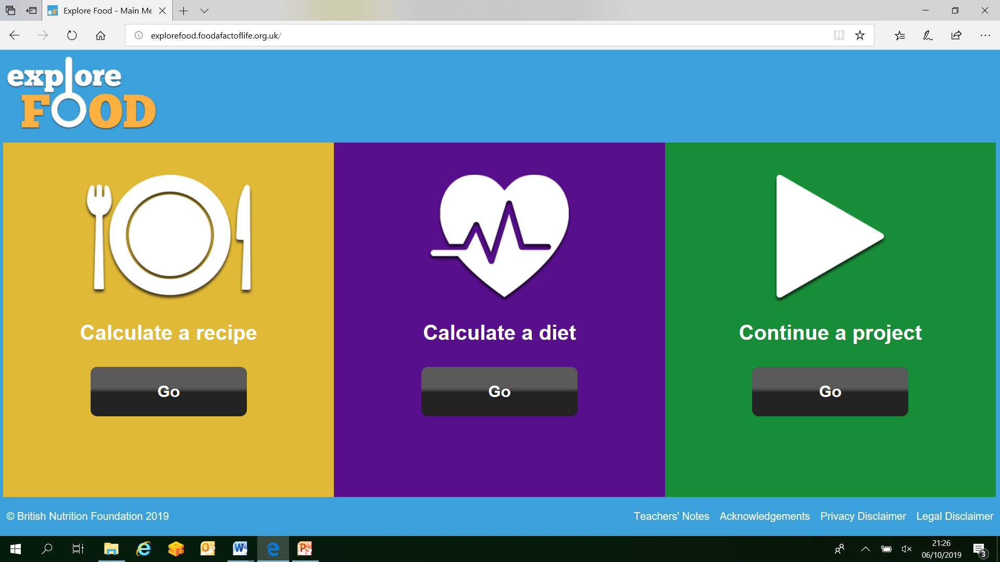 Explore Food - Main Me
explorefood.foodafactoflife.org.uk/
explore
FOOD
Calculate a recipe
Go
Calculate a diet
Go
Continue a project
Go
© British Nutrition Foundation 2019
Teachers' Notes Acknowledgements Privacy Disclaimer Legal Disclaimer
21:26
06/10/2019
3